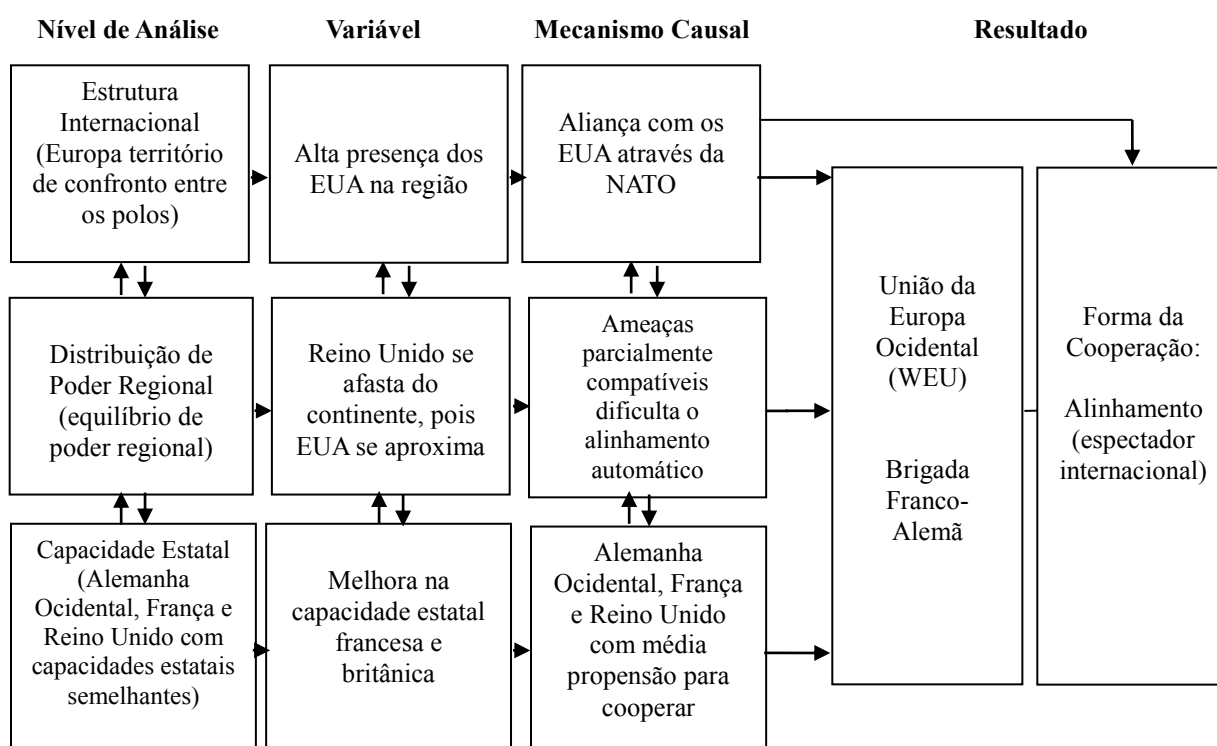 Nível de Análise
Variável
Mecanismo Causal
Resultado
Estrutura
Internacional
(Europa território
de confronto entre
os polos)
Alta presença dos
EUA na região
Aliança com os
EUA através da
NATO
Distribuição de
Poder Regional
(equilíbrio de
poder regional)
Reino Unido se
afasta do
continente, pois
EUA se aproxima
Ameaças
parcialmente
compatíveis
dificulta o
alinhamento
automático
Capacidade Estatal
(Alemanha
Ocidental, França e
Reino Unido com
capacidades estatais
semelhantes)
Melhora na
capacidade estatal
francesa e
britânica
Alemanha
Ocidental, França
e Reino Unido
com média
propensão para
cooperar
União da
Europa
Ocidental
(WEU)
Brigada
Franco-
Alemã
Forma da
Cooperação:
Alinhamento
(espectador
internacional)